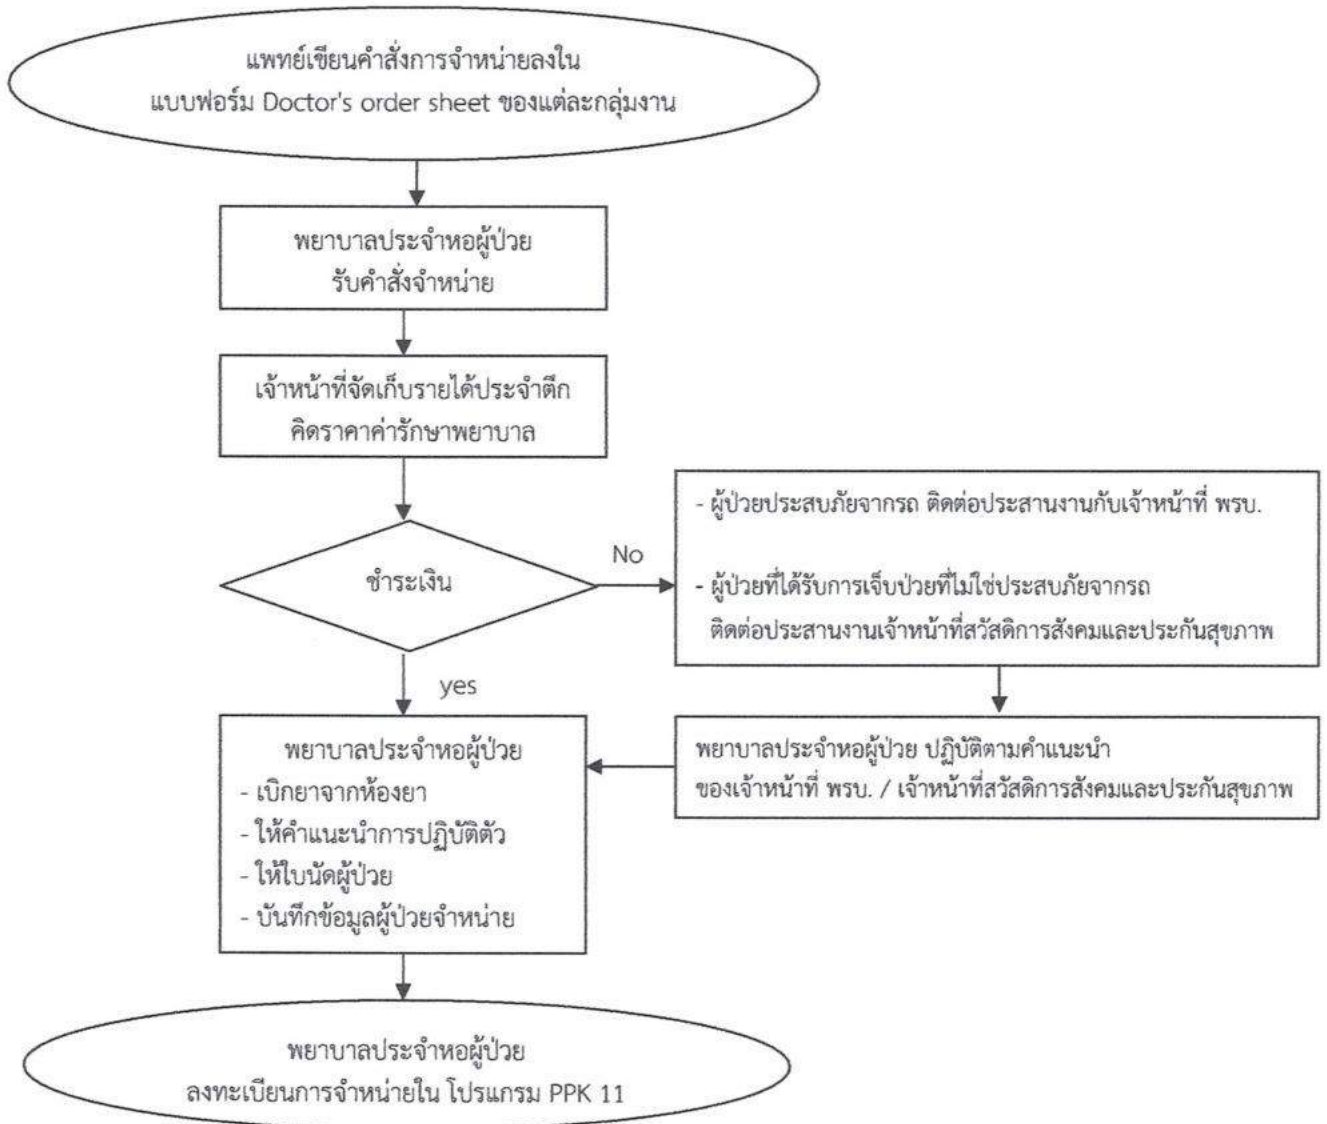 แพทย์เขียนคำสั่งการจำหน่ายลงใน
แบบฟอร์ม Doctor's order sheet ของแต่ละกลุ่มงาน
พยาบาลประจำหอผู้ป่วย
รับคำสั่งจำหน่าย
เจ้าหน้าที่จัดเก็บรายได้ประจำตึก
คิดราคาค่ารักษาพยาบาล
ชำระเงิน
No
- ผู้ป่วยประสบภัยจากรถ ติดต่อประสานงานกับเจ้าหน้าที่ พรบ.
- ผู้ป่วยที่ได้รับการเจ็บป่วยที่ไม่ใช่ประสบภัยจากรถ
ติดต่อประสานงานเจ้าหน้าที่สวัสดิการสังคมและประกันสุขภาพ
yes
พยาบาลประจำหอผู้ป่วย
- เบิกยาจากห้องยา
- ให้คำแนะนำการปฏิบัติตัว
- ให้ใบนัดผู้ป่วย
- บันทึกข้อมูลผู้ป่วยจำหน่าย
พยาบาลประจำหอผู้ป่วย ปฏิบัติตามคำแนะนำ
ของเจ้าหน้าที่ พรบ. / เจ้าหน้าที่สวัสดิการสังคมและประกันสุขภาพ
พยาบาลประจำหอผู้ป่วย
ลงทะเบียนการจำหน่ายใน โปรแกรม PPK 11